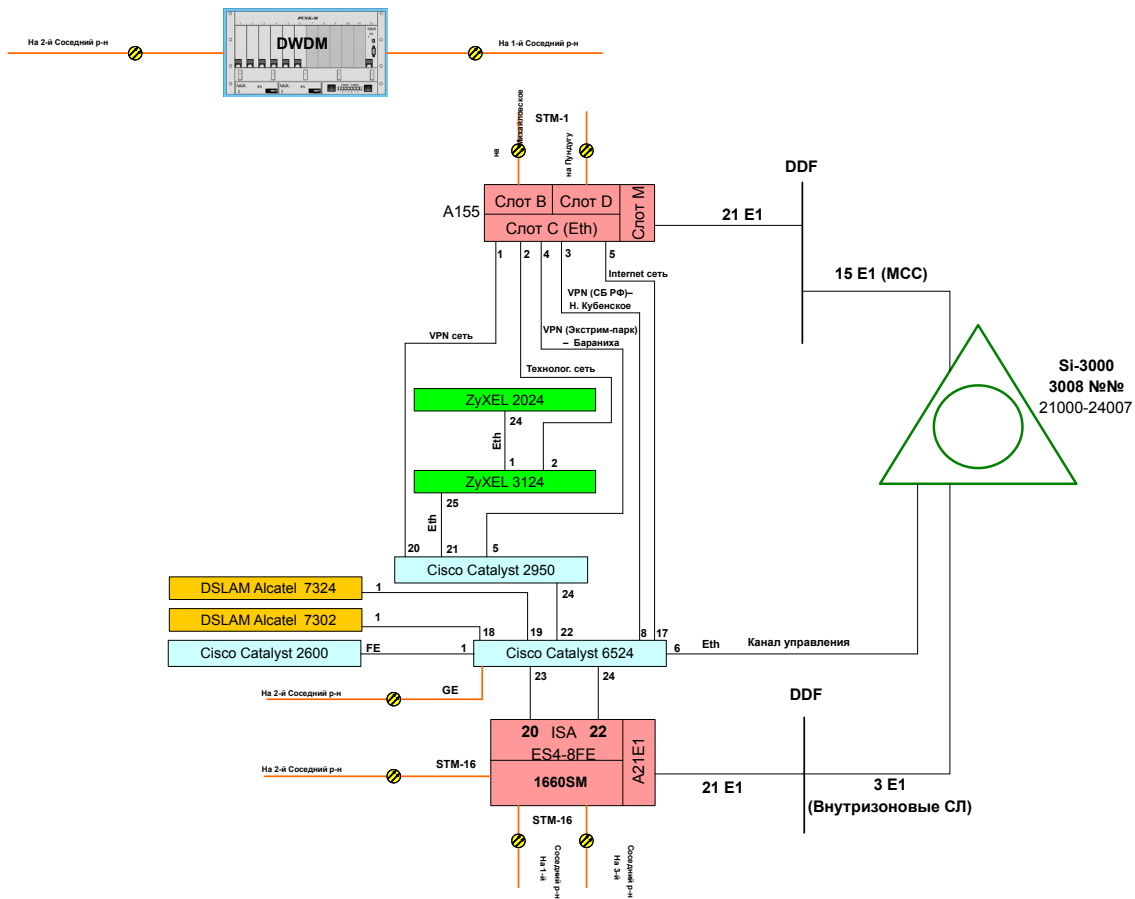 PUSK-M
DWDM
На 2-й Соседний р-н
На 1-й Соседний р-н
на
Михайловское
STM-1
на Пундугу
A155
Слот B
Слот D
Слот M
Слот C (Eth)
21 E1
DDF
15 E1 (МСС)
1
2
4
3
5
Internet сеть
VPN (СБ РФ)–
Н. Кубенское
VPN (Экстрим-парк)
– Бараниха
VPN сеть
Технолог. сеть
Si-3000
3008 №№
21000-24007
ZyXEL 2024
24
Eth
1
2
ZyXEL 3124
25
Eth
20
21
5
Cisco Catalyst 2950
24
DSLAM Alcatel 7324
1
DSLAM Alcatel 7302
1
18
19
22
8
17
Cisco Catalyst 2600
FE
1
Cisco Catalyst 6524
6
Eth
Канал управления
GE
На 2-й Соседний р-н
23
24
DDF
20 ISA 22
ES4-8FE
1660SM
A21E1
STM-16
На 2-й Соседний р-н
21 E1
3 E1
(Внутризоновые СЛ)
STM-16
На 1-й
Соседний р-н
На 3-й
Соседний р-н